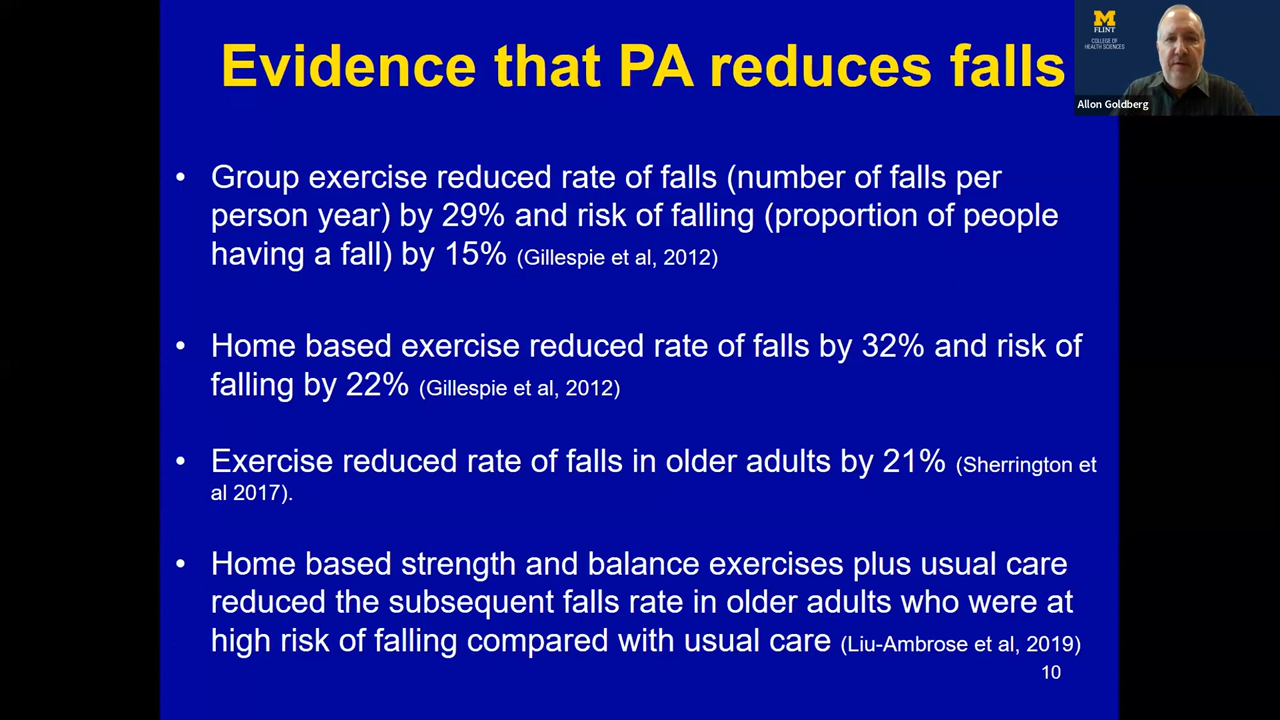 Evidence that PA reduces falls
M
FLINT
COLLEGE OF
HEALTH SCIENCES
Allon Goldberg
• Group exercise reduced rate of falls (number of falls per
person year) by 29% and risk of falling (proportion of people
having a fall) by 15% (Gillespie et al, 2012)
• Home based exercise reduced rate of falls by 32% and risk of
falling by 22% (Gillespie et al, 2012)
• Exercise reduced rate of falls in older adults by 21% (Sherrington et
al 2017).
• Home based strength and balance exercises plus usual care
reduced the subsequent falls rate in older adults who were at
high risk of falling compared with usual care (Liu-Ambrose et al, 2019)
10